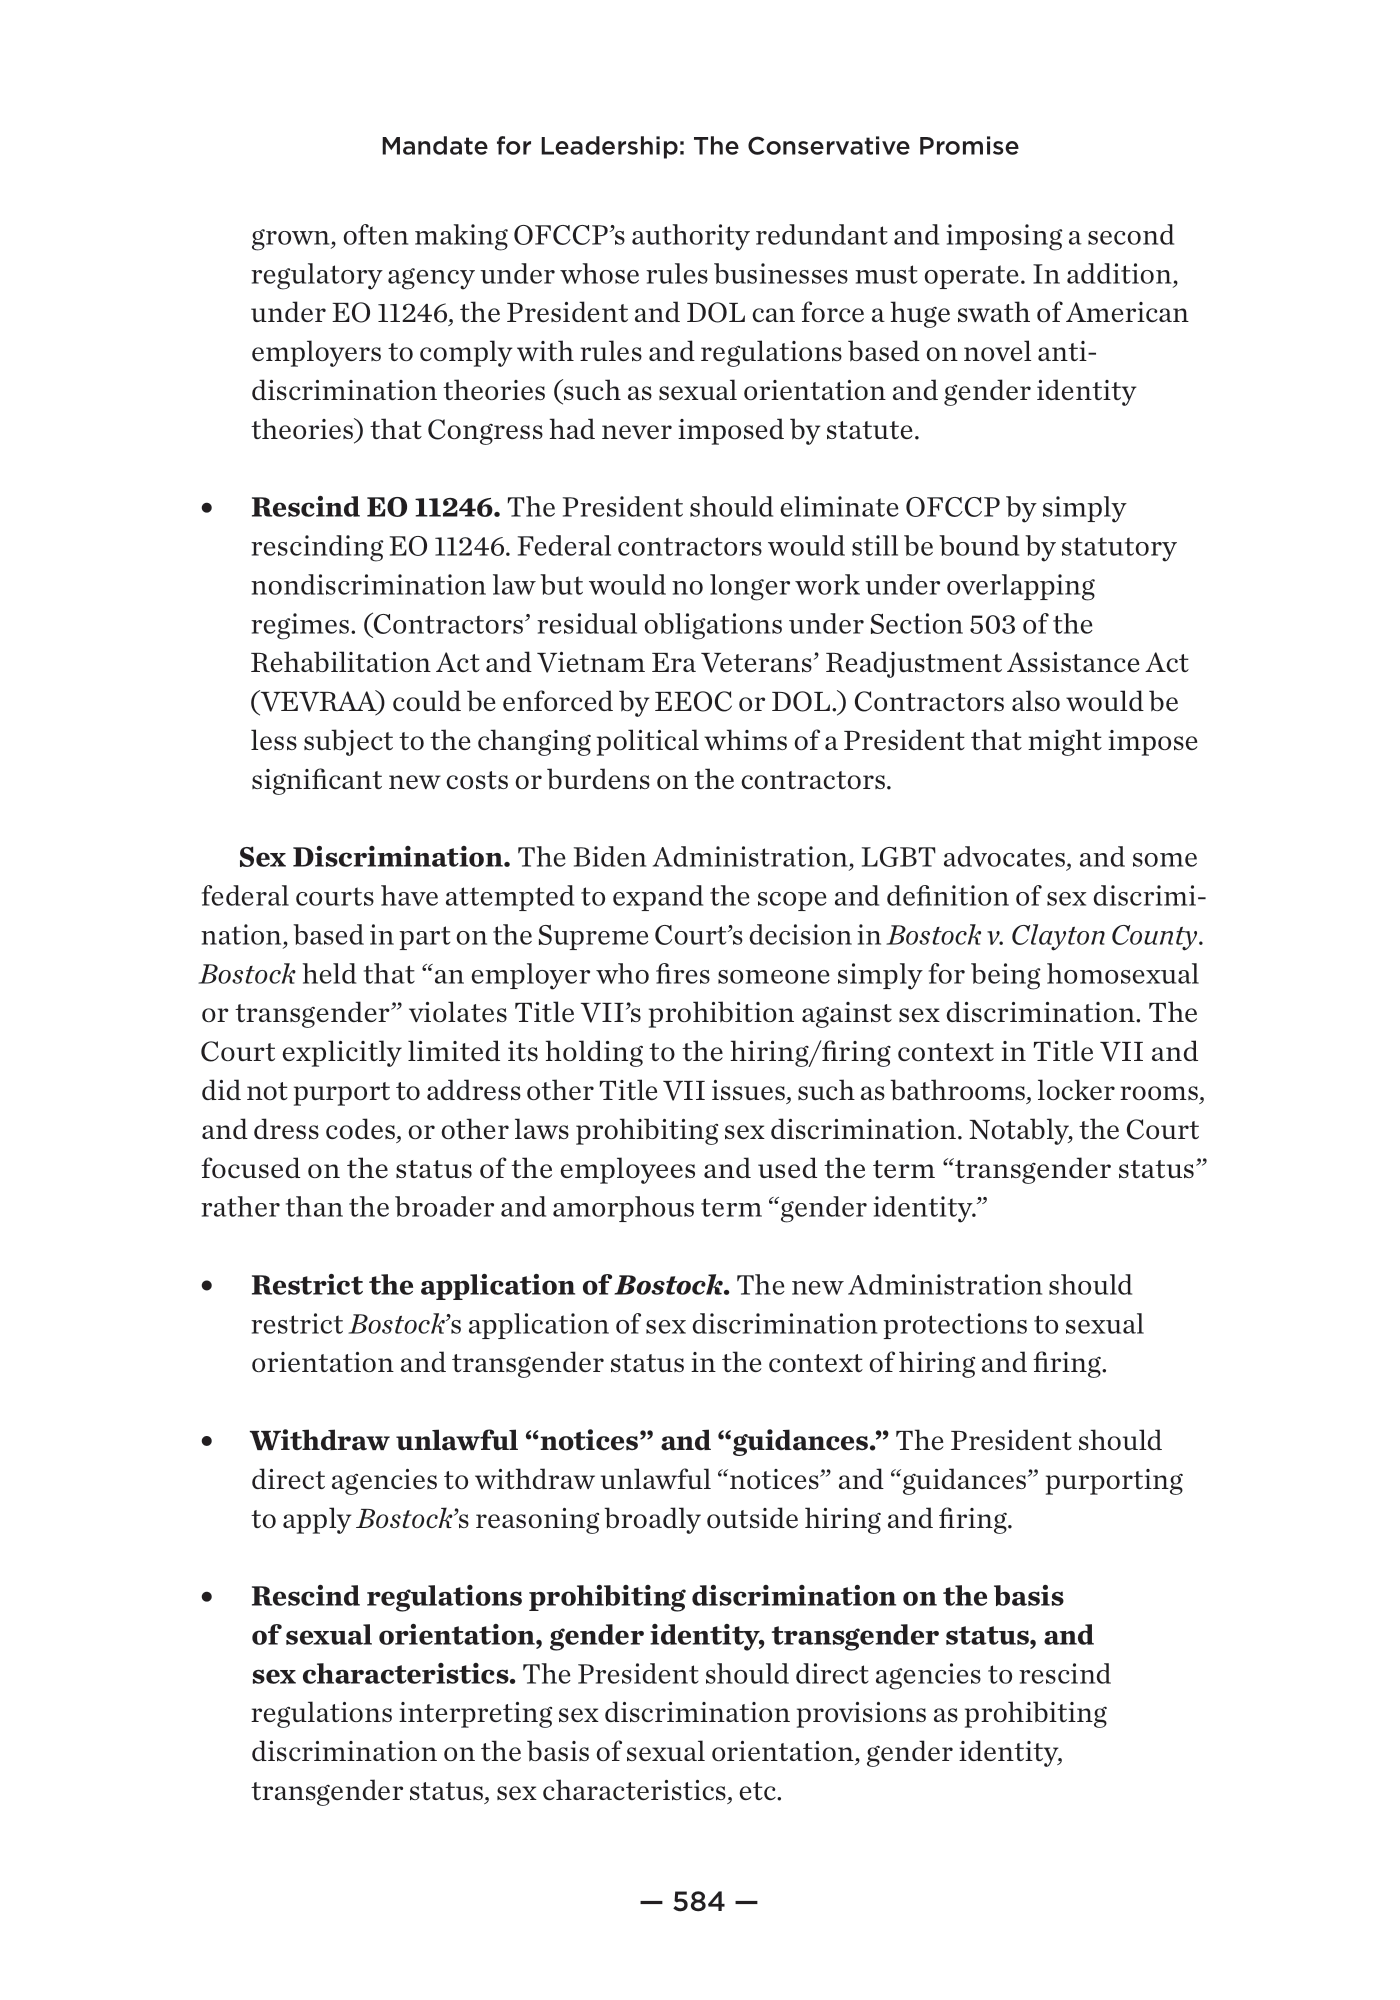 Mandate for Leadership: The Conservative Promise
grown, often making OFCCP’s authority redundant and imposing a second
regulatory agency under whose rules businesses must operate. In addition,
under EO 11246, the President and DOL can force a huge swath of American
employers to comply with rules and regulations based on novel anti-
discrimination theories (such as sexual orientation and gender identity
theories) that Congress had never imposed by statute.
• Rescind EO 11246. The President should eliminate OFCCP by simply
rescinding EO 11246. Federal contractors would still be bound by statutory
nondiscrimination law but would no longer work under overlapping
regimes. (Contractors’ residual obligations under Section 503 of the
Rehabilitation Act and Vietnam Era Veterans’ Readjustment Assistance Act
(VEVRAA) could be enforced by EEOC or DOL.) Contractors also would be
less subject to the changing political whims of a President that might impose
significant new costs or burdens on the contractors.
Sex Discrimination. The Biden Administration, LGBT advocates, and some
federal courts have attempted to expand the scope and definition of sex discrimi-
nation, based in part on the Supreme Court’s decision in Bostock v. Clayton County.
Bostock held that “an employer who fires someone simply for being homosexual
or transgender” violates Title VII’s prohibition against sex discrimination. The
Court explicitly limited its holding to the hiring/firing context in Title VII and
did not purport to address other Title VII issues, such as bathrooms, locker rooms,
and dress codes, or other laws prohibiting sex discrimination. Notably, the Court
focused on the status of the employees and used the term “transgender status”
rather than the broader and amorphous term “gender identity.”
• Restrict the application of Bostock. The new Administration should
restrict Bostock’s application of sex discrimination protections to sexual
orientation and transgender status in the context of hiring and firing.
• Withdraw unlawful “notices” and “guidances.” The President should
direct agencies to withdraw unlawful “notices” and “guidances” purporting
to apply Bostock’s reasoning broadly outside hiring and firing.
• Rescind regulations prohibiting discrimination on the basis
of sexual orientation, gender identity, transgender status, and
sex characteristics. The President should direct agencies to rescind
regulations interpreting sex discrimination provisions as prohibiting
discrimination on the basis of sexual orientation, gender identity,
transgender status, sex characteristics, etc.
— 584 —